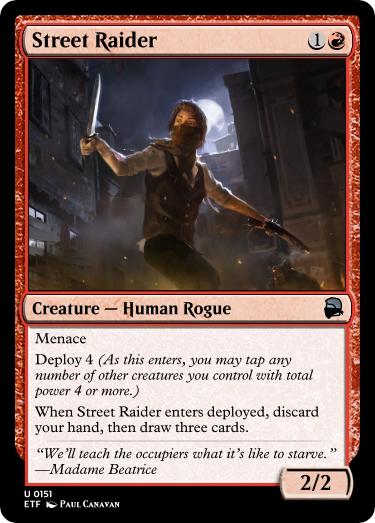 Street Raider 1
Creature — Human Rogue
Menace
Deploy 4 (As this enters, you may tap any
number of other creatures you control with total
power 4 or more.)
When Street Raider enters deployed, discard
your hand, then draw three cards.
“We’ll teach the occupiers what it’s like to starve.”
—Madame Beatrice
2/2
U 0151
ETF Paul Canavan